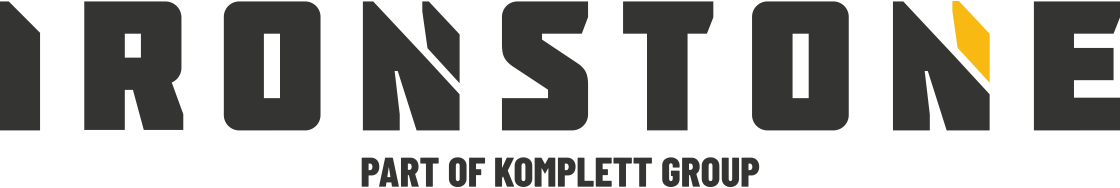 IRONSTONE
PART OF KOMPLETT GROUP